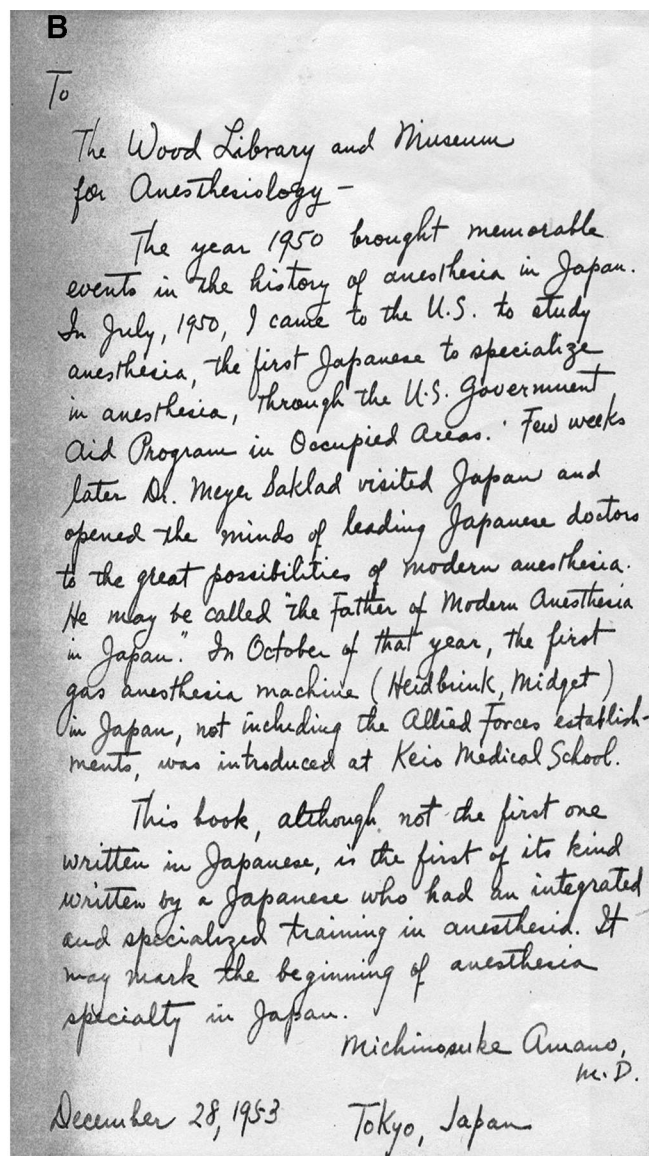 B
To
The Wood Library and Museum
for Anesthesiology –
The year 1950 brought memorable
events in the history of anesthesia in Japan.
In July, 1950, I came to the U.S. to study
anesthesia, the first Japanese to specialize
in anesthesia, through the U.S. Government
Aid Program in Occupied Areas. Few weeks
later Dr. Meyer Saklad visited Japan and
opened the minds of leading Japanese doctors
to the great possibilities of modern anesthesia.
He may be called "the Father of Modern Anesthesia
in Japan." In October of that year, the first
gas anesthesia machine (Heidbrink, Midget)
in Japan, not including the Allied Forces establish-
ments, was introduced at Keio Medical School.
This book, although not the first one
written in Japanese, is the first of its kind
written by a Japanese who had an integrated
and specialized training in anesthesia. It
may mark the beginning of anesthesia
specialty in Japan.
Michinosuke Amano,
M.D.
December 28, 1953 Tokyo, Japan